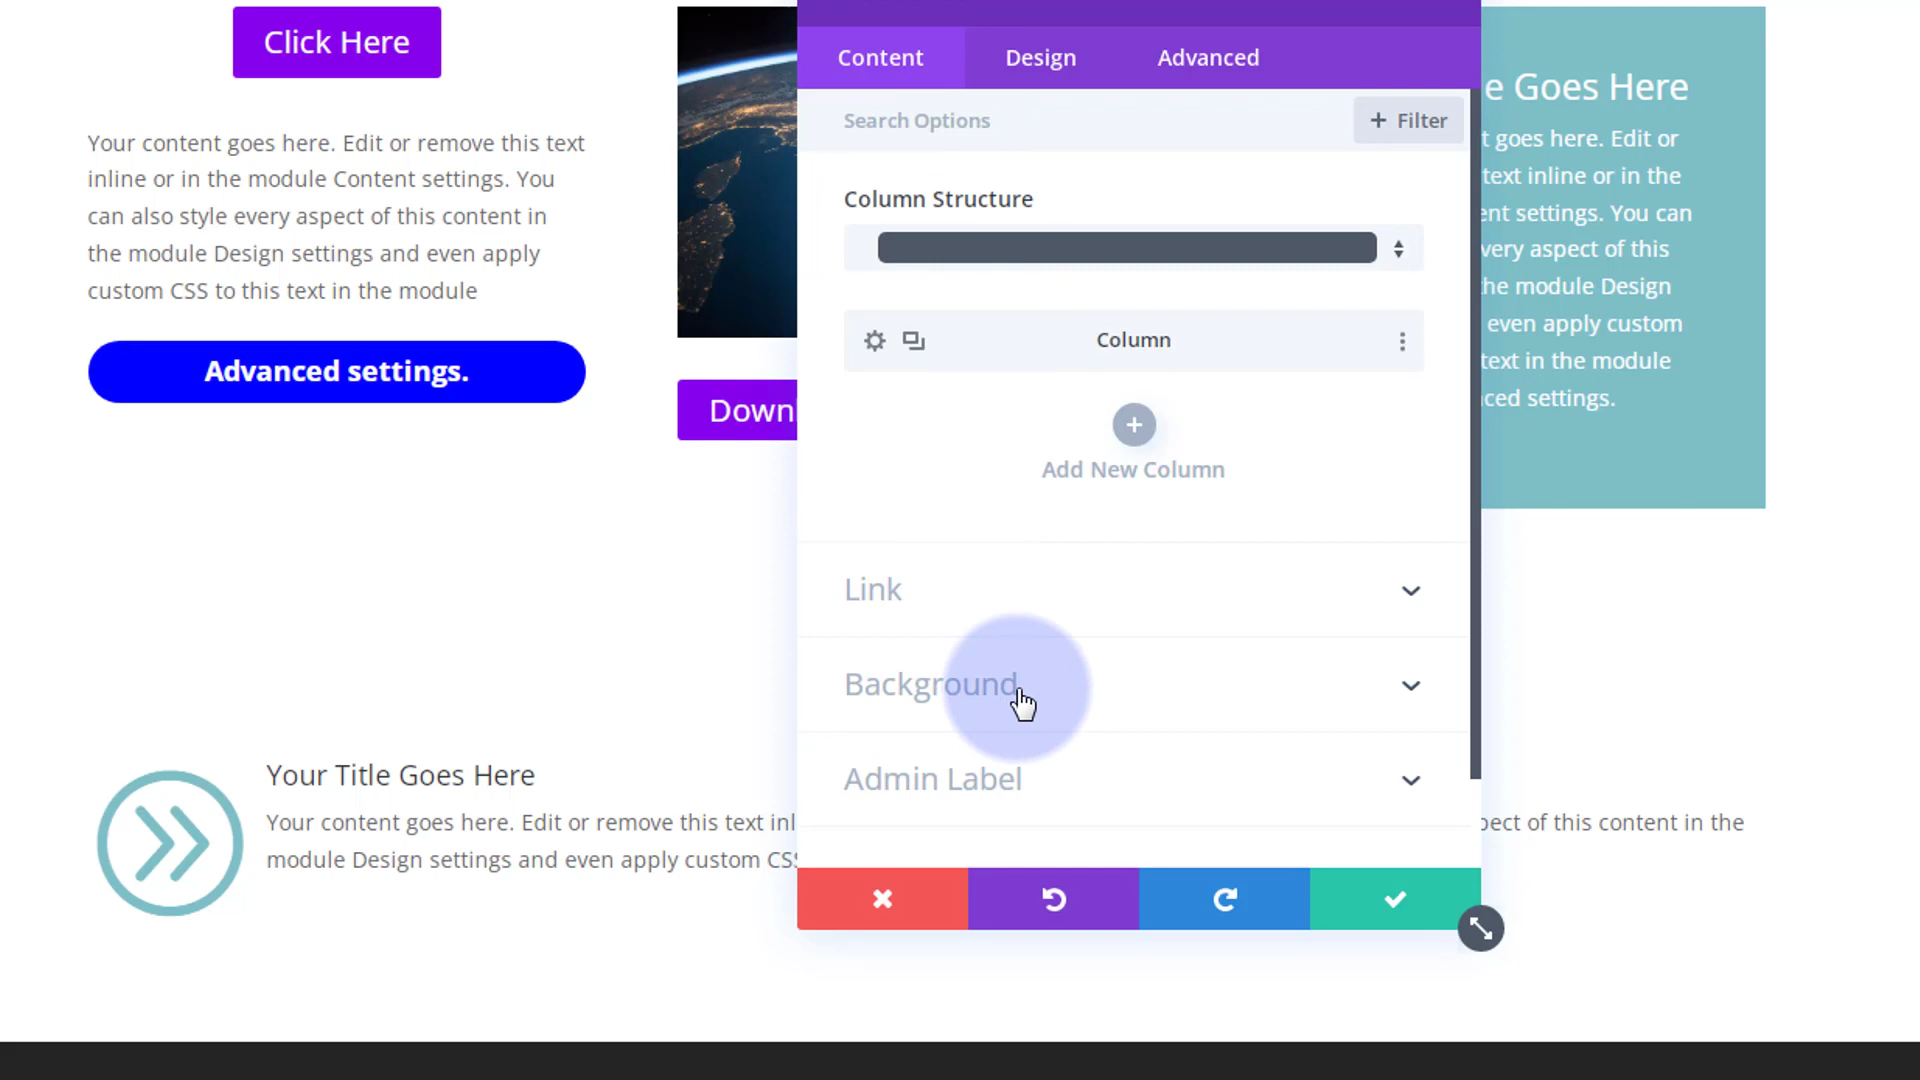 Click Here
Your content goes here. Edit or remove this text
inline or in the module Content settings. You
can also style every aspect of this content in
the module Design settings and even apply
custom CSS to this text in the module
Advanced settings.
Downl
Content
Design
Advanced
Search Options
+ Filter
Column Structure
Column
Add New Column
Link
Background
Admin Label
e Goes Here
t goes here. Edit or
text inline or in the
ent settings. You can
very aspect of this
the module Design
even apply custom
text in the module
nced settings.
Your Title Goes Here
Your content goes here. Edit or remove this text inl
pect of this content in the
module Design settings and even apply custom CSS